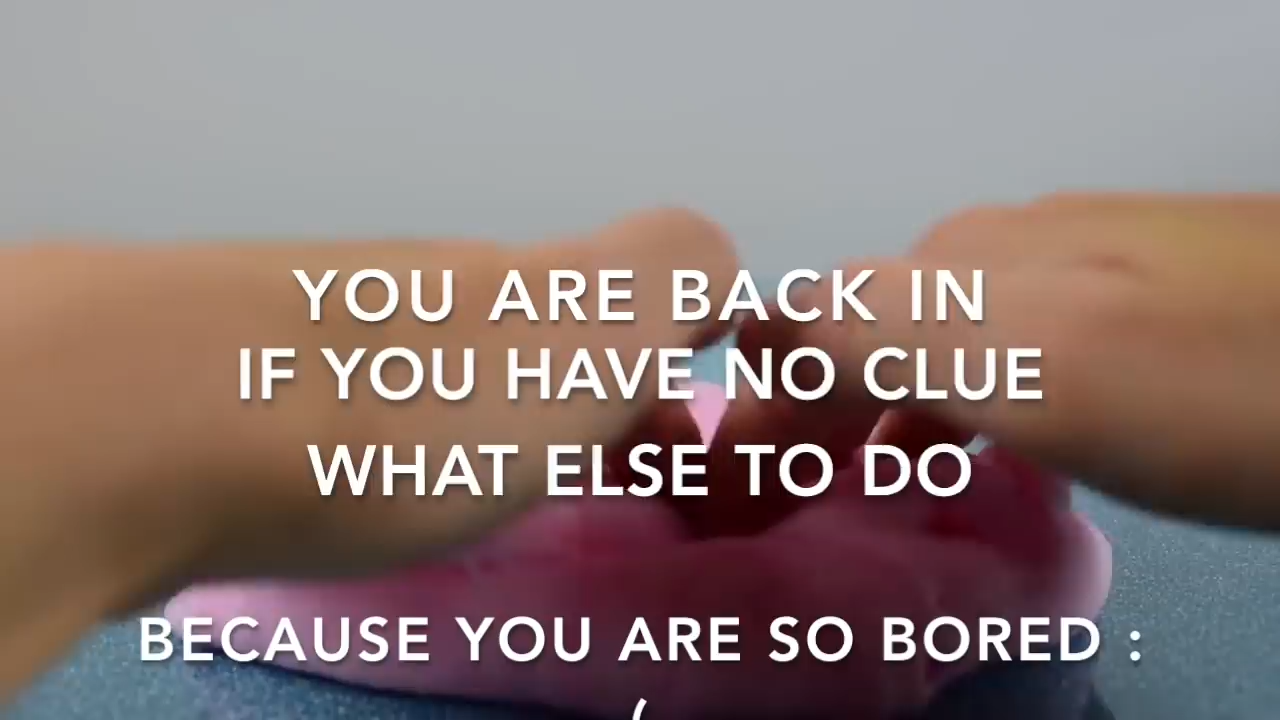 YOU ARE BACK IN
IF YOU HAVE NO CLUE
WHAT ELSE TO DO
BECAUSE YOU ARE SO BORED :
(